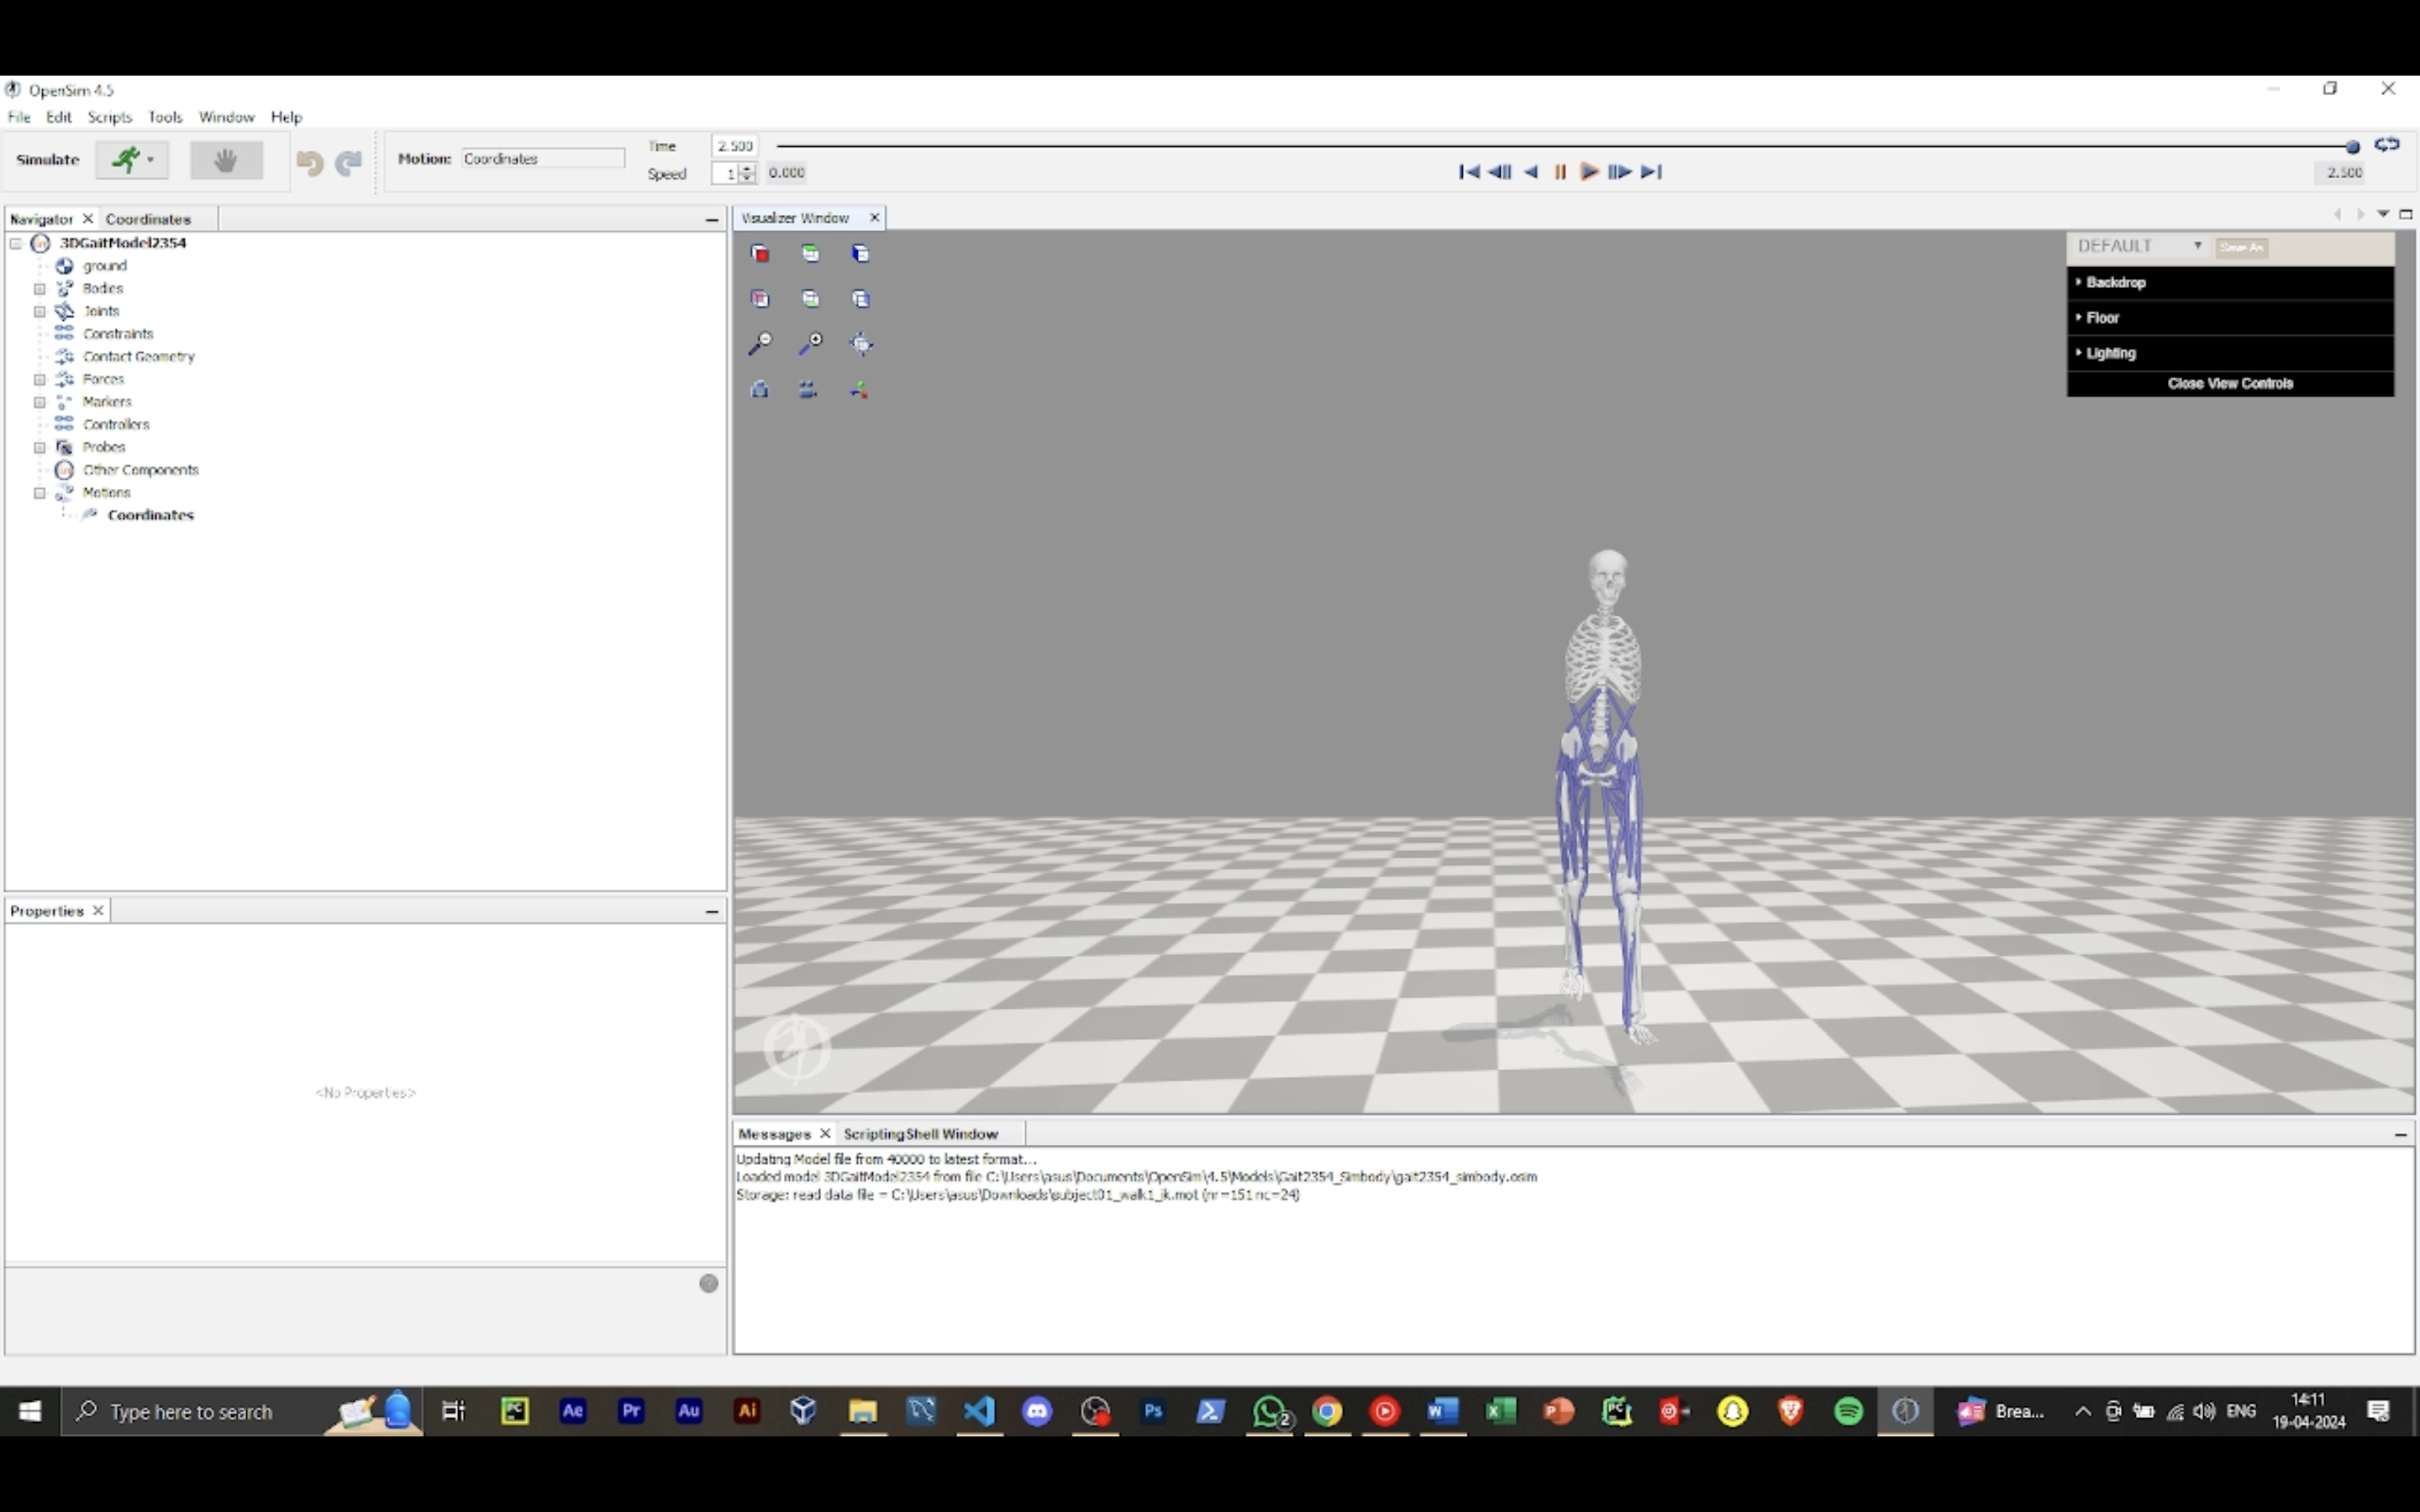 OpenSim 4.5
File Edit Scripts Tools Window Help
Simulate
Motion: Coordinates
Time 2.500
Speed 1 0.000
2.500
Navigator Coordinates
3DGaitModel2354
ground
Bodies
Joints
Constraints
Contact Geometry
Forces
Markers
Controllers
Probes
Other Components
Motions
Coordinates
Visualizer Window
DEFAULT Save As
Backdrop
Floor
Lighting
Close View Controls
Properties
<No Properties>
Messages ScriptingShell Window
Updating Model file from 40000 to latest format...
Loaded model 3DGaitModel2354 from file C:\Users\asus\Documents\OpenSim\4.5\Models\Gait2354_Simbody\gait2354_simbody.osim
Storage: read data file = C:\Users\asus\Downloads\subject01_walk1_ik.mot (nr=151 nc=24)
Type here to search
PC
Ae
Pr
Au
Ai
Ps
2
PC
Brea...
ENG
14:11
19-04-2024